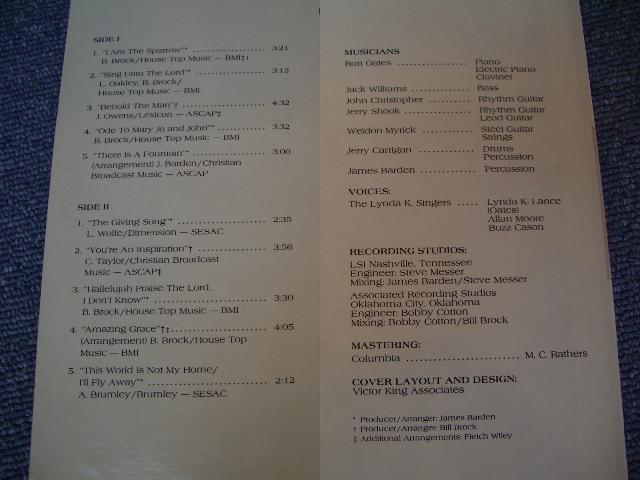 SIDE I
1. "I Am The Sparrow"* .................. 3:21
B. Brock/House Top Music — BMI‡†
2. "Sing Unto The Lord"* .................. 3:12
L. Oakley, B. Brock/
House Top Music — BMI
3. "Behold The Man"† .................. 4:32
J. Owens/Lexicon — ASCAP‡
4. "Ode To Mary Jo and John"* ............ 3:32
B. Brock/House Top Music — BMI
5. "There Is A Fountain"* .................. 3:06
(Arrangement) J. Barden/Christian
Broadcast Music — ASCAP
SIDE II
1. "The Giving Song"* .................. 2:35
L. Wolfe/Dimension — SESAC
2. "You're An Inspiration"† .................. 3:56
C. Taylor/Christian Broadcast
Music — ASCAP‡
3. "Hallelujah Praise The Lord,
I Don't Know"* .................. 3:30
B. Brock/House Top Music — BMI
4. "Amazing Grace"†‡ .................. 4:05
(Arrangement) B. Brock/House Top
Music — BMI
5. "This World Is Not My Home/
I'll Fly Away"* .................. 2:12
A. Brumley/Brumley — SESAC
MUSICIANS
Ron Oates .................. Piano
Electric Piano
Clavinet
Jack Williams ............ Bass
John Christopher .......... Rhythm Guitar
Jerry Shook ............... Rhythm Guitar
Lead Guitar
Weldon Myrick ............ Steel Guitar
Strings
Jerry Carrigan ............ Drums
Percussion
James Barden ............. Percussion
VOICES:
The Lynda K. Singers ..... Lynda K. Lance
(Oates)
Allan Moore
Buzz Cason
RECORDING STUDIOS:
LSI Nashville, Tennessee
Engineer: Steve Messer
Mixing: James Barden/Steve Messer
Associated Recording Studios
Oklahoma City, Oklahoma
Engineer: Bobby Cotton
Mixing: Bobby Cotton/Bill Brock
MASTERING:
Columbia .......................... M. C. Rathers
COVER LAYOUT AND DESIGN:
Victor King Associates
* Producer/Arranger: James Barden
† Producer/Arranger: Bill Brock
‡ Additional Arrangements: Fletch Wiley